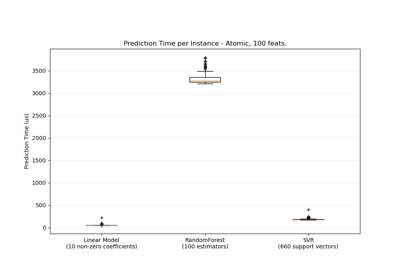 Prediction Time per Instance - Atomic, 100 feats.
Prediction Time (us)
3500
3000
2500
2000
1500
1000
500
0
Linear Model
(10 non-zero coefficients)
RandomForest
(100 estimators)
SVR
(660 support vectors)